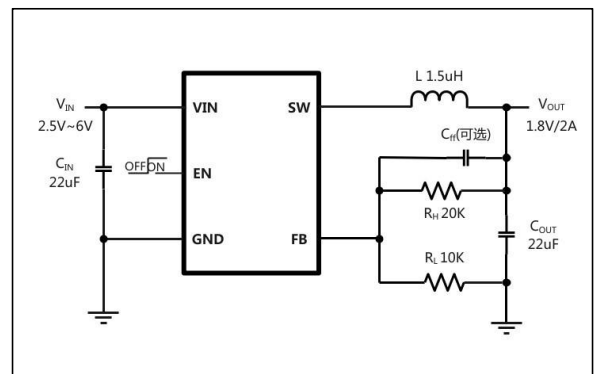 L 1.5uH
VIN
2.5V~6V
VIN
SW
VOUT
1.8V/2A
Cff(可选)
CIN
22uF
OFF ON
EN
RH 20K
COUT
22uF
GND
FB
RL 10K